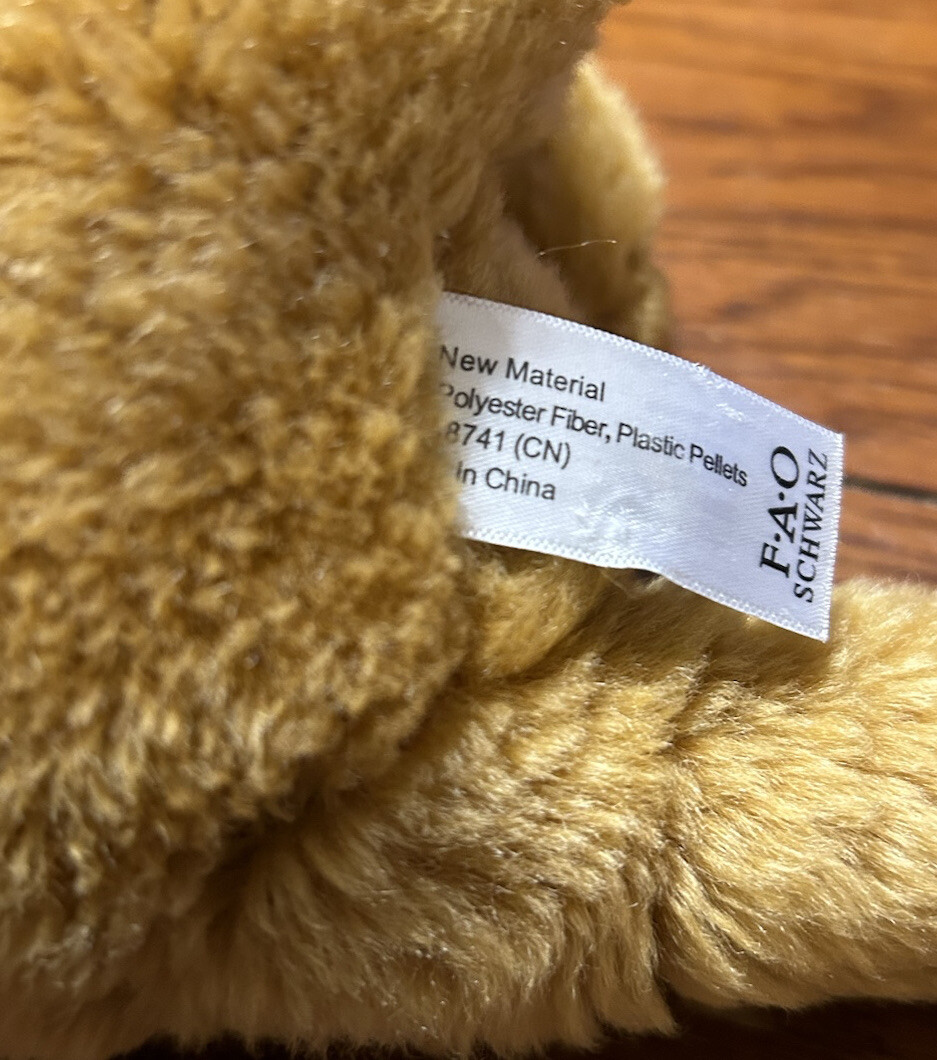 New Material
Polyester Fiber, Plastic Pellets
8741 (CN)
In China
F·A·O
SCHWARZ